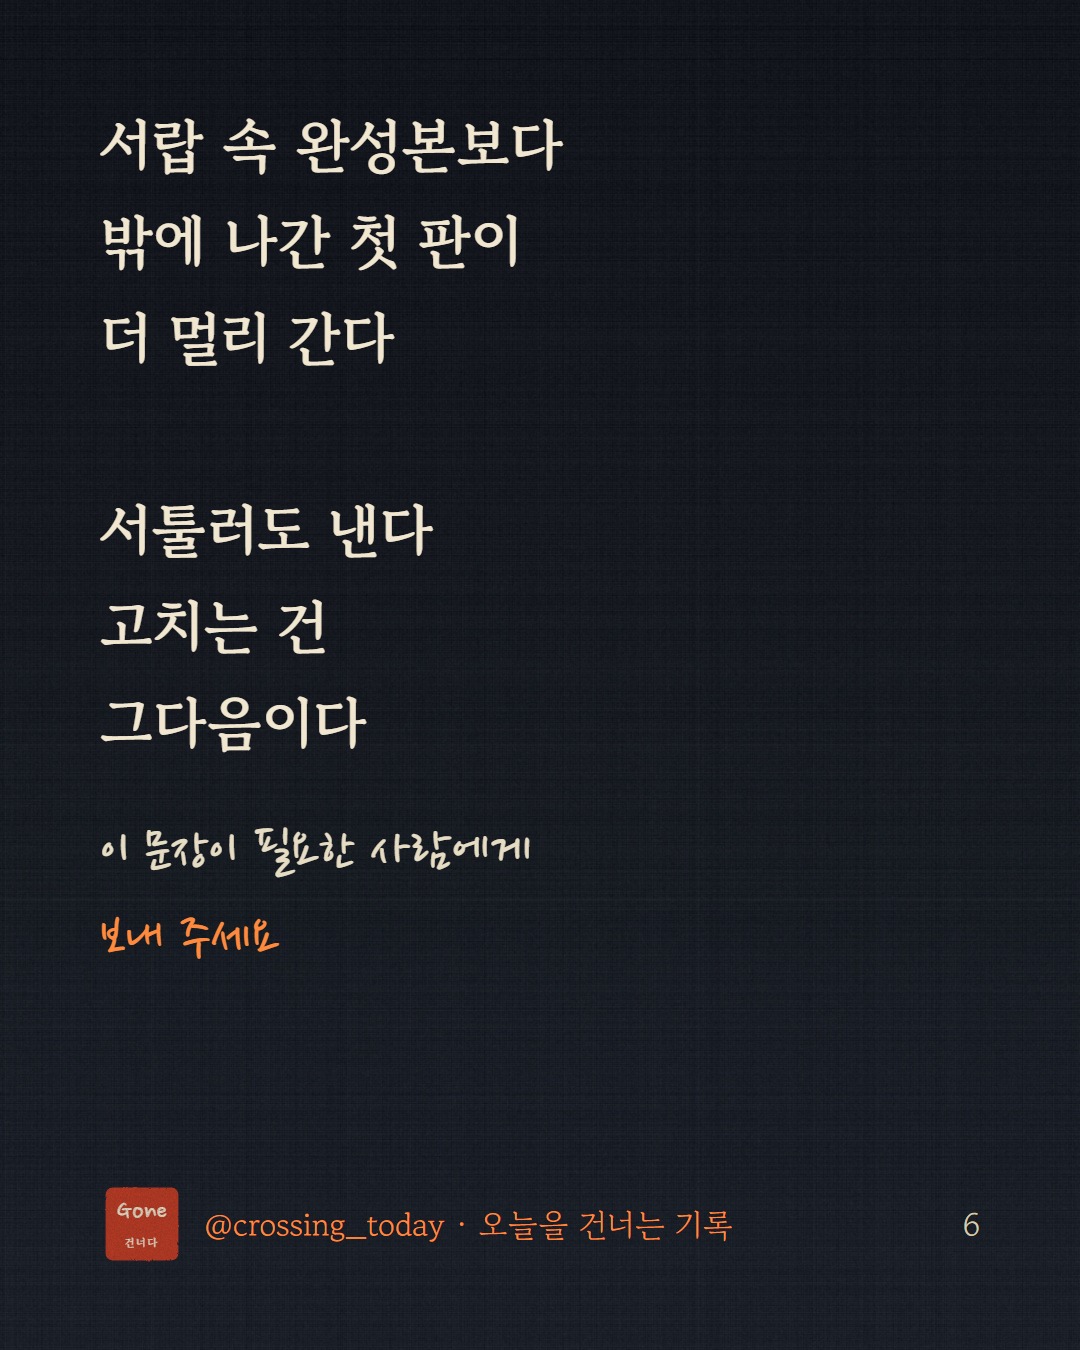 서랍 속 완성본보다
밖에 나간 첫 판이
더 멀리 간다
서툴러도 낸다
고치는 건
그다음이다
이 문장이 필요한 사람에게
보내 주세요
Gone
건너다
@crossing_today · 오늘을 건너는 기록
6